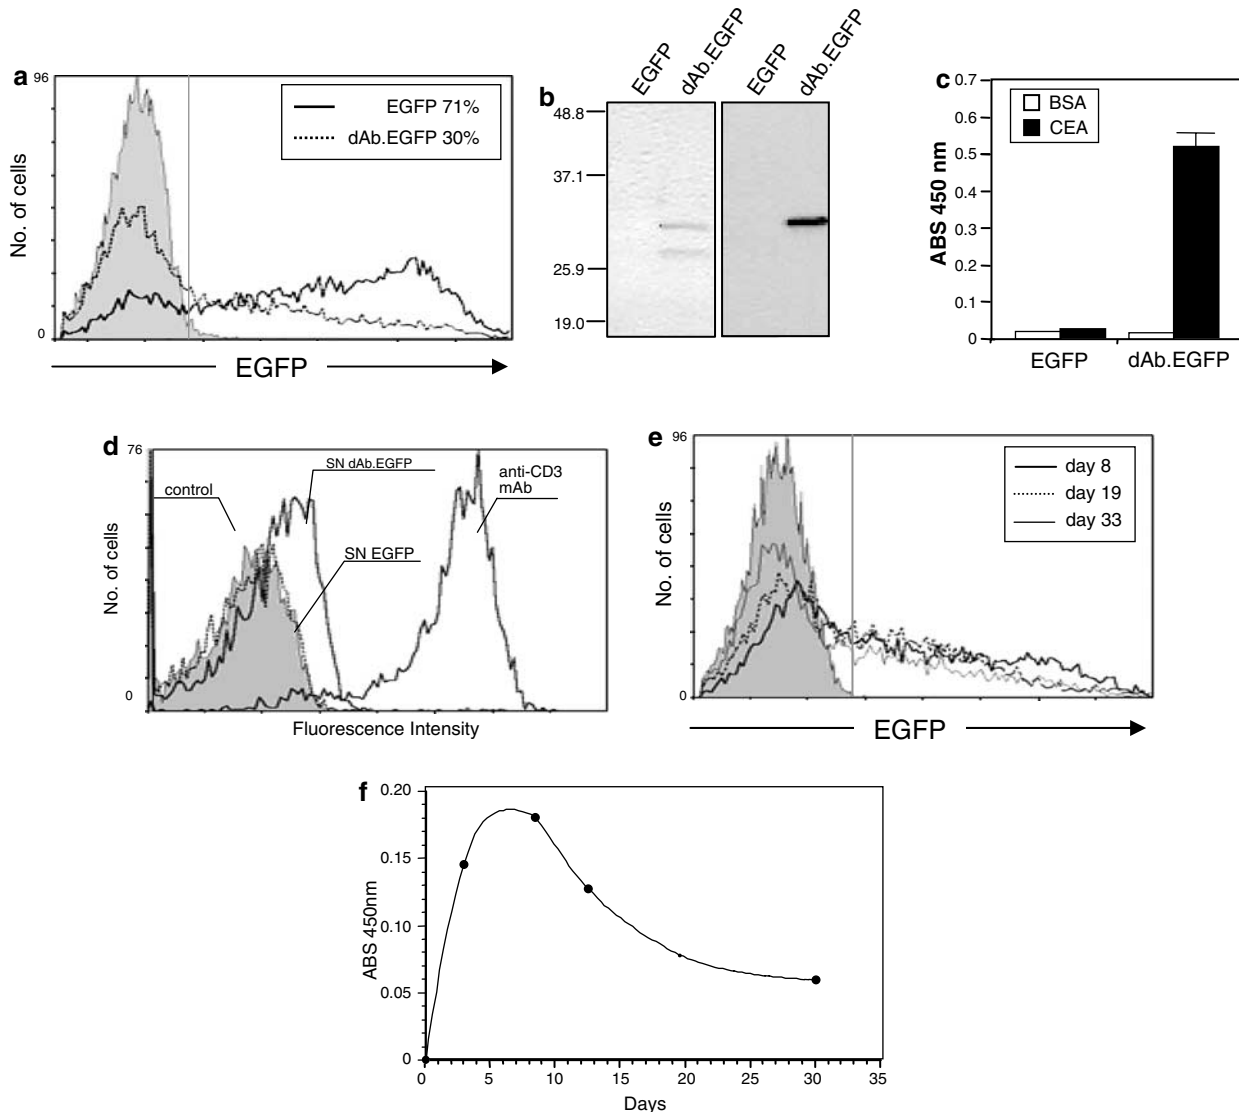 a
96
No. of cells
0
EGFP 71%
dAb.EGFP 30%
EGFP
b
EGFP
dAb.EGFP
EGFP
dAb.EGFP
48.8
37.1
25.9
19.0
c
0.7
0.6
0.5
0.4
0.3
0.2
0.1
0
ABS 450 nm
BSA
CEA
EGFP
dAb.EGFP
d
76
No. of cells
0
control
SN dAb.EGFP
SN EGFP
anti-CD3
mAb
Fluorescence Intensity
e
96
No. of cells
0
day 8
day 19
day 33
EGFP
f
0.20
0.15
0.10
0.05
0
ABS 450nm
0 5 10 15 20 25 30 35
Days